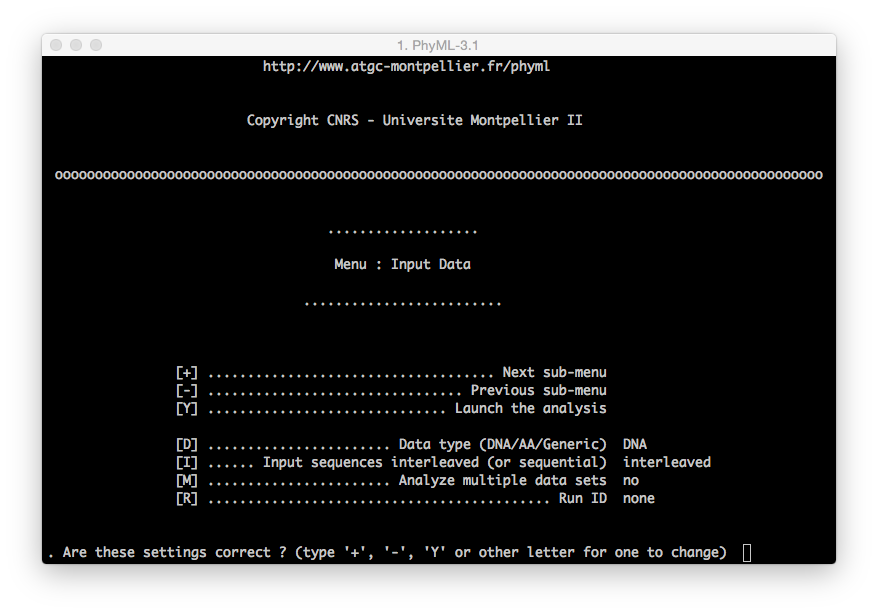 1. PhyML-3.1
http://www.atgc-montpellier.fr/phyml
Copyright CNRS - Universite Montpellier II
oooooooooooooooooooooooooooooooooooooooooooooooooooooooooooooooooooooooooooooooooooooooooooooooo
...................
Menu : Input Data
.........................
[+] .................................... Next sub-menu
[-] ................................ Previous sub-menu
[Y] .............................. Launch the analysis
[D] ....................... Data type (DNA/AA/Generic) DNA
[I] ...... Input sequences interleaved (or sequential) interleaved
[M] ....................... Analyze multiple data sets no
[R] ........................................... Run ID none
. Are these settings correct ? (type '+', '-', 'Y' or other letter for one to change)